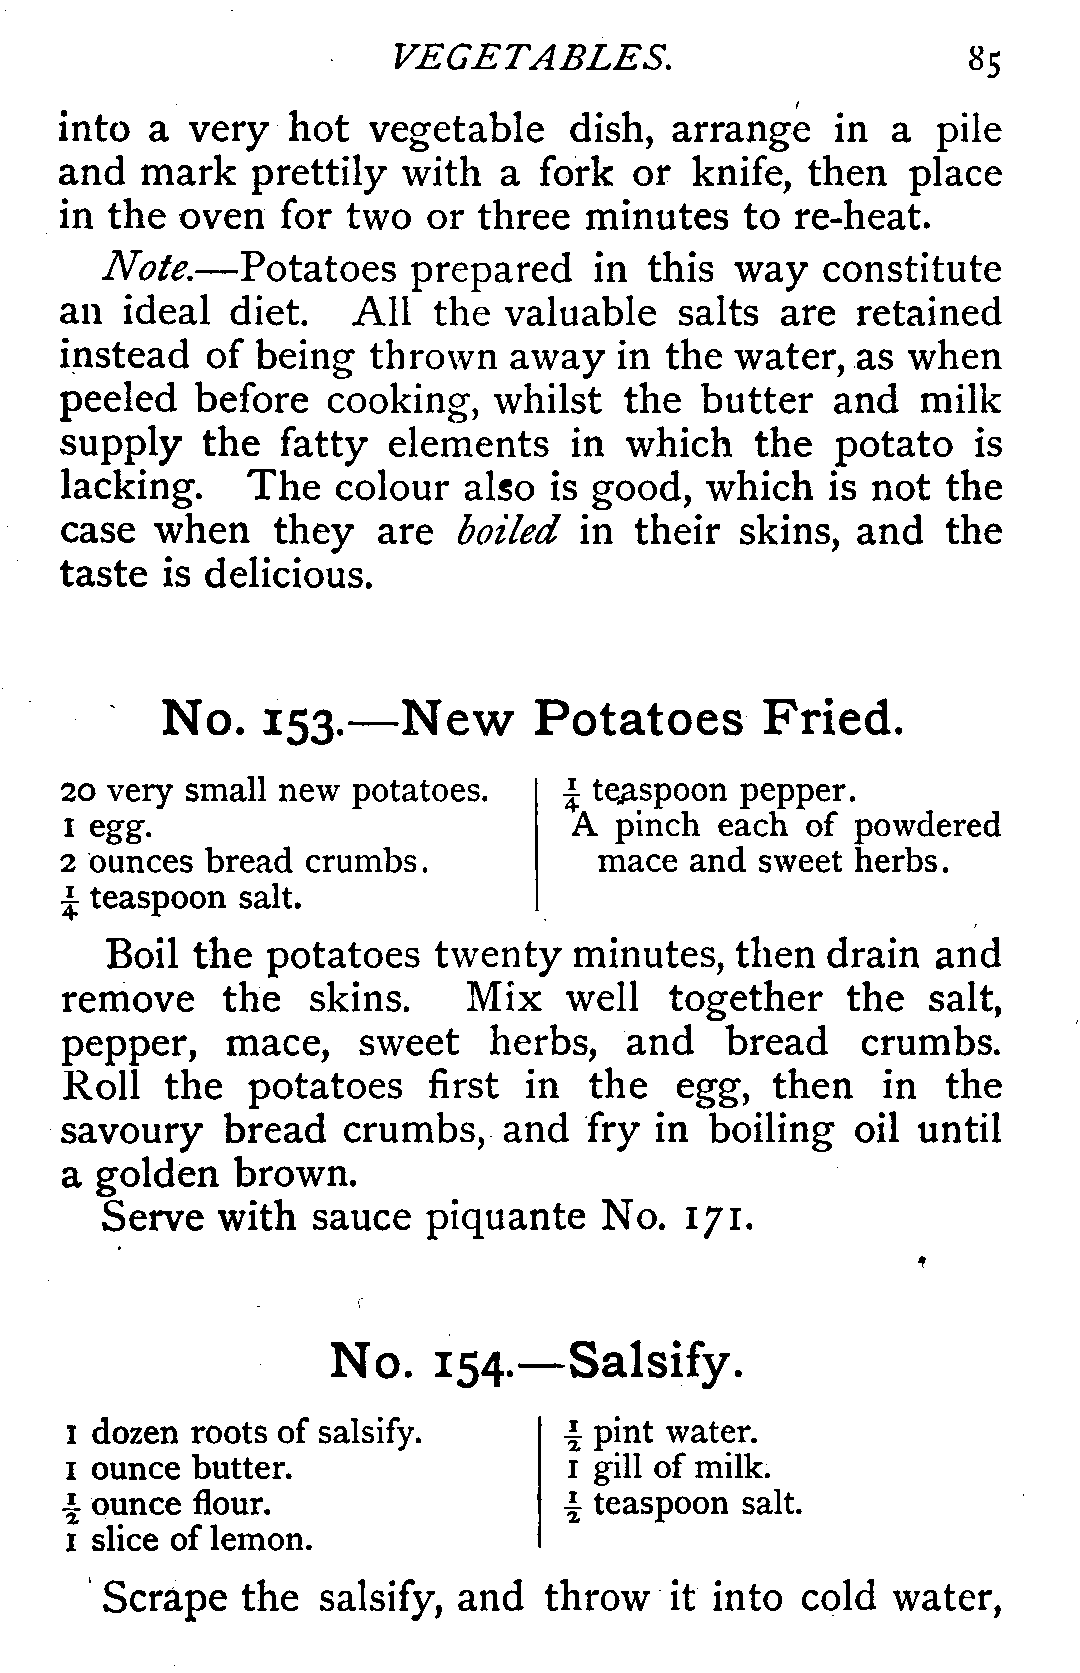 VEGETABLES. 85
into a very hot vegetable dish, arrange in a pile
and mark prettily with a fork or knife, then place
in the oven for two or three minutes to re-heat.
Note.—Potatoes prepared in this way constitute
an ideal diet. All the valuable salts are retained
instead of being thrown away in the water, as when
peeled before cooking, whilst the butter and milk
supply the fatty elements in which the potato is
lacking. The colour also is good, which is not the
case when they are boiled in their skins, and the
taste is delicious.
No. 153.—New Potatoes Fried.
20 very small new potatoes.
1 egg.
2 ounces bread crumbs.
¼ teaspoon salt.
¼ teaspoon pepper.
A pinch each of powdered
mace and sweet herbs.
Boil the potatoes twenty minutes, then drain and
remove the skins. Mix well together the salt,
pepper, mace, sweet herbs, and bread crumbs.
Roll the potatoes first in the egg, then in the
savoury bread crumbs, and fry in boiling oil until
a golden brown.
Serve with sauce piquante No. 171.
No. 154.—Salsify.
1 dozen roots of salsify.
1 ounce butter.
½ ounce flour.
1 slice of lemon.
½ pint water.
1 gill of milk.
½ teaspoon salt.
Scrape the salsify, and throw it into cold water,